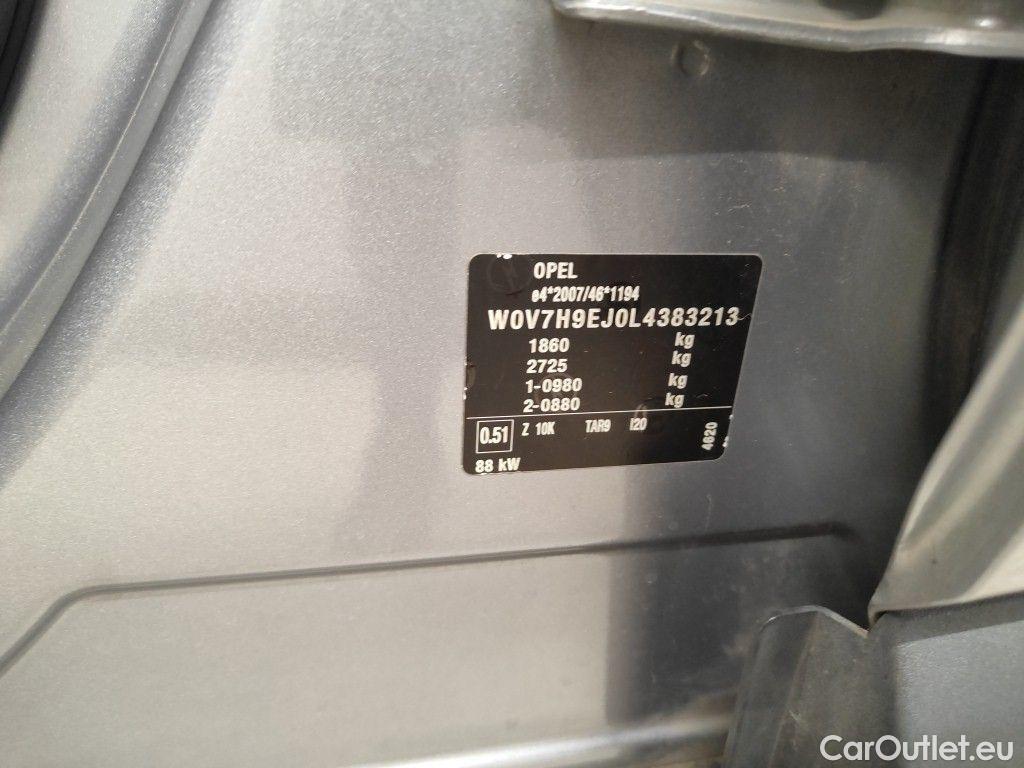 OPEL
e4*2007/46*1194
W0V7H9EJ0L4383213
1860 kg
2725 kg
1-0980 kg
2-0880 kg
0.51 Z 10K TAR9 I20 4620
88 kW
CarOutlet.eu